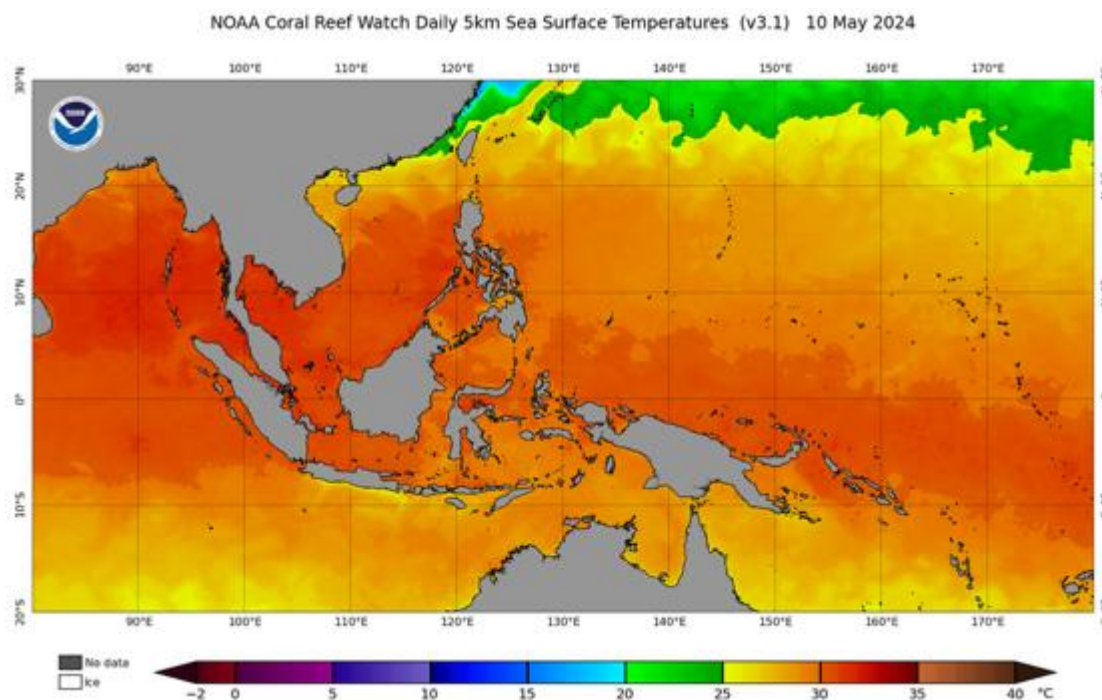 NOAA Coral Reef Watch Daily 5km Sea Surface Temperatures (v3.1) 10 May 2024
90°E 100°E 110°E 120°E 130°E 140°E 150°E 160°E 170°E
30°N
20°N
10°N
0°
10°S
20°S
90°E 100°E 110°E 120°E 130°E 140°E 150°E 160°E 170°E
No data
Ice
−2 0 5 10 15 20 25 30 35 40 °C